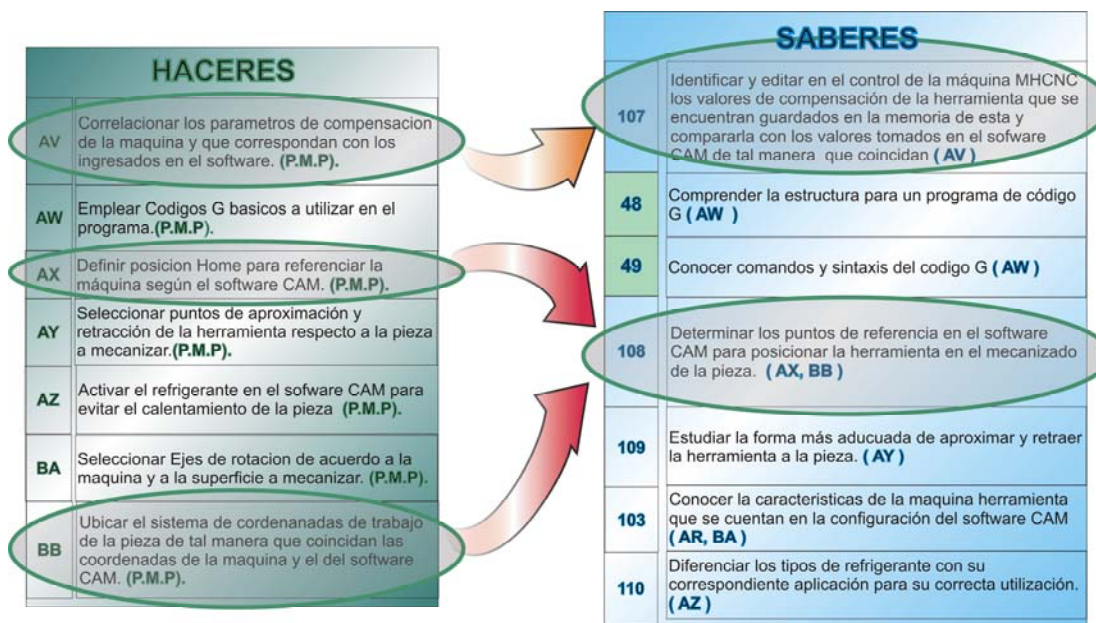 HACERES
AV
Correlacionar los parametros de compensacion
de la maquina y que correspondan con los
ingresados en el software. (P.M.P).
AW
Emplear Codigos G basicos a utilizar en el
programa.(P.M.P).
AX
Definir posicion Home para referenciar la
máquina según el software CAM. (P.M.P).
AY
Seleccionar puntos de aproximación y
retracción de la herramienta respecto a la pieza
a mecanizar.(P.M.P).
AZ
Activar el refrigerante en el sofware CAM para
evitar el calentamiento de la pieza (P.M.P).
BA
Seleccionar Ejes de rotacion de acuerdo a la
maquina y a la superficie a mecanizar. (P.M.P).
BB
Ubicar el sistema de cordenanadas de trabajo
de la pieza de tal manera que coincidan las
coordenadas de la maquina y el del software
CAM. (P.M.P).
SABERES
107
Identificar y editar en el control de la máquina MHCNC
los valores de compensación de la herramienta que se
encuentran guardados en la memoria de esta y
compararla con los valores tomados en el sofware
CAM de tal manera que coincidan ( AV )
48
Comprender la estructura para un programa de código
G ( AW )
49
Conocer comandos y sintaxis del codigo G ( AW )
108
Determinar los puntos de referencia en el software
CAM para posicionar la herramienta en el mecanizado
de la pieza. ( AX, BB )
109
Estudiar la forma más aducuada de aproximar y retraer
la herramienta a la pieza. ( AY )
103
Conocer la caracteristicas de la maquina herramienta
que se cuentan en la configuración del software CAM
( AR, BA )
110
Diferenciar los tipos de refrigerante con su
correspondiente aplicación para su correcta utilización.
( AZ )